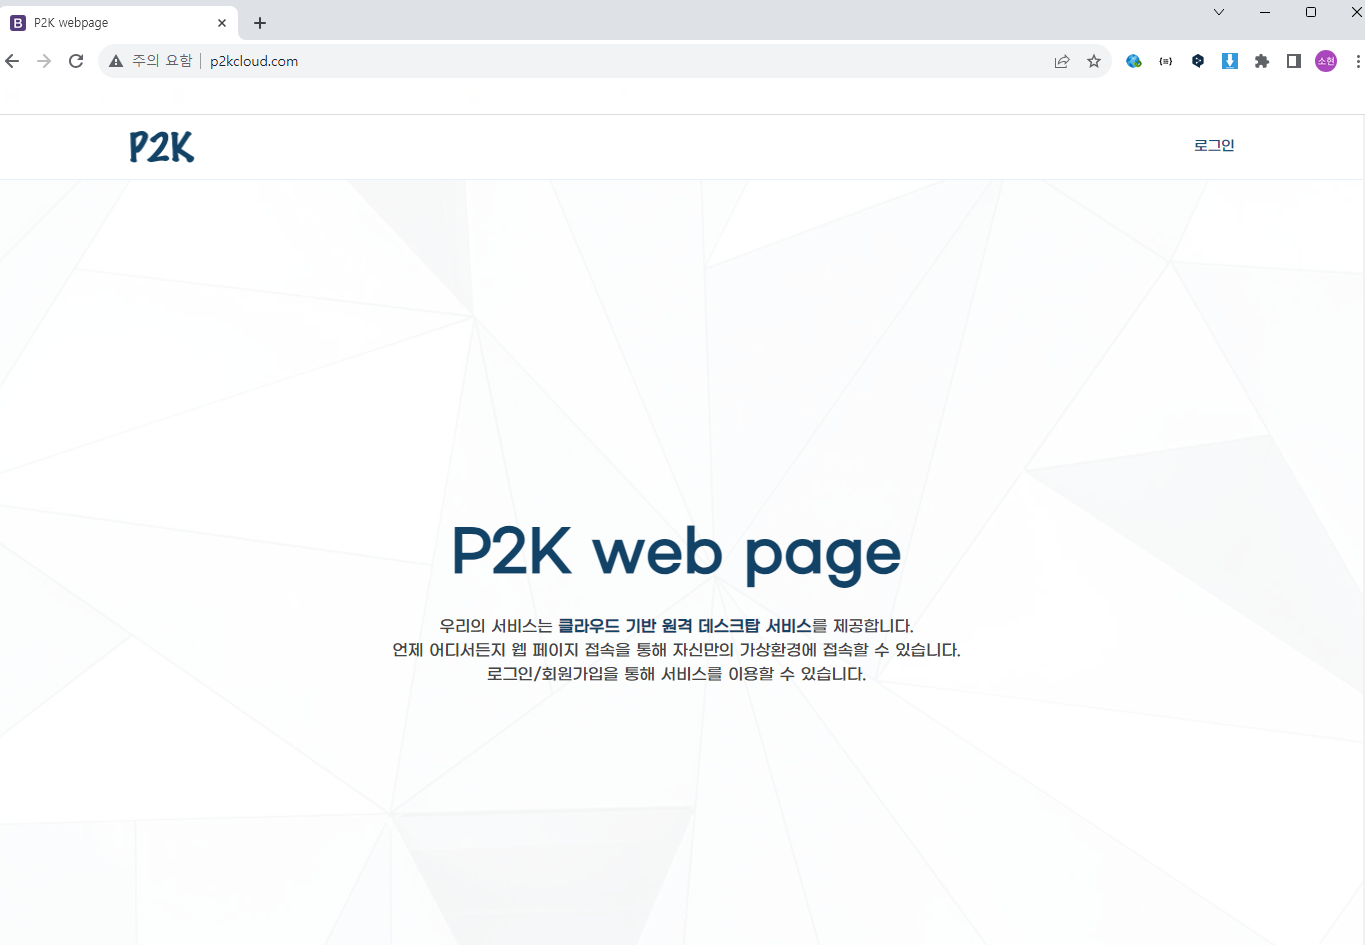 P2K webpage
주의 요함 | p2kcloud.com
소현
P2K
로그인
P2K web page
우리의 서비스는 클라우드 기반 원격 데스크탑 서비스를 제공합니다.
언제 어디서든지 웹 페이지 접속을 통해 자신만의 가상환경에 접속할 수 있습니다.
로그인/회원가입을 통해 서비스를 이용할 수 있습니다.